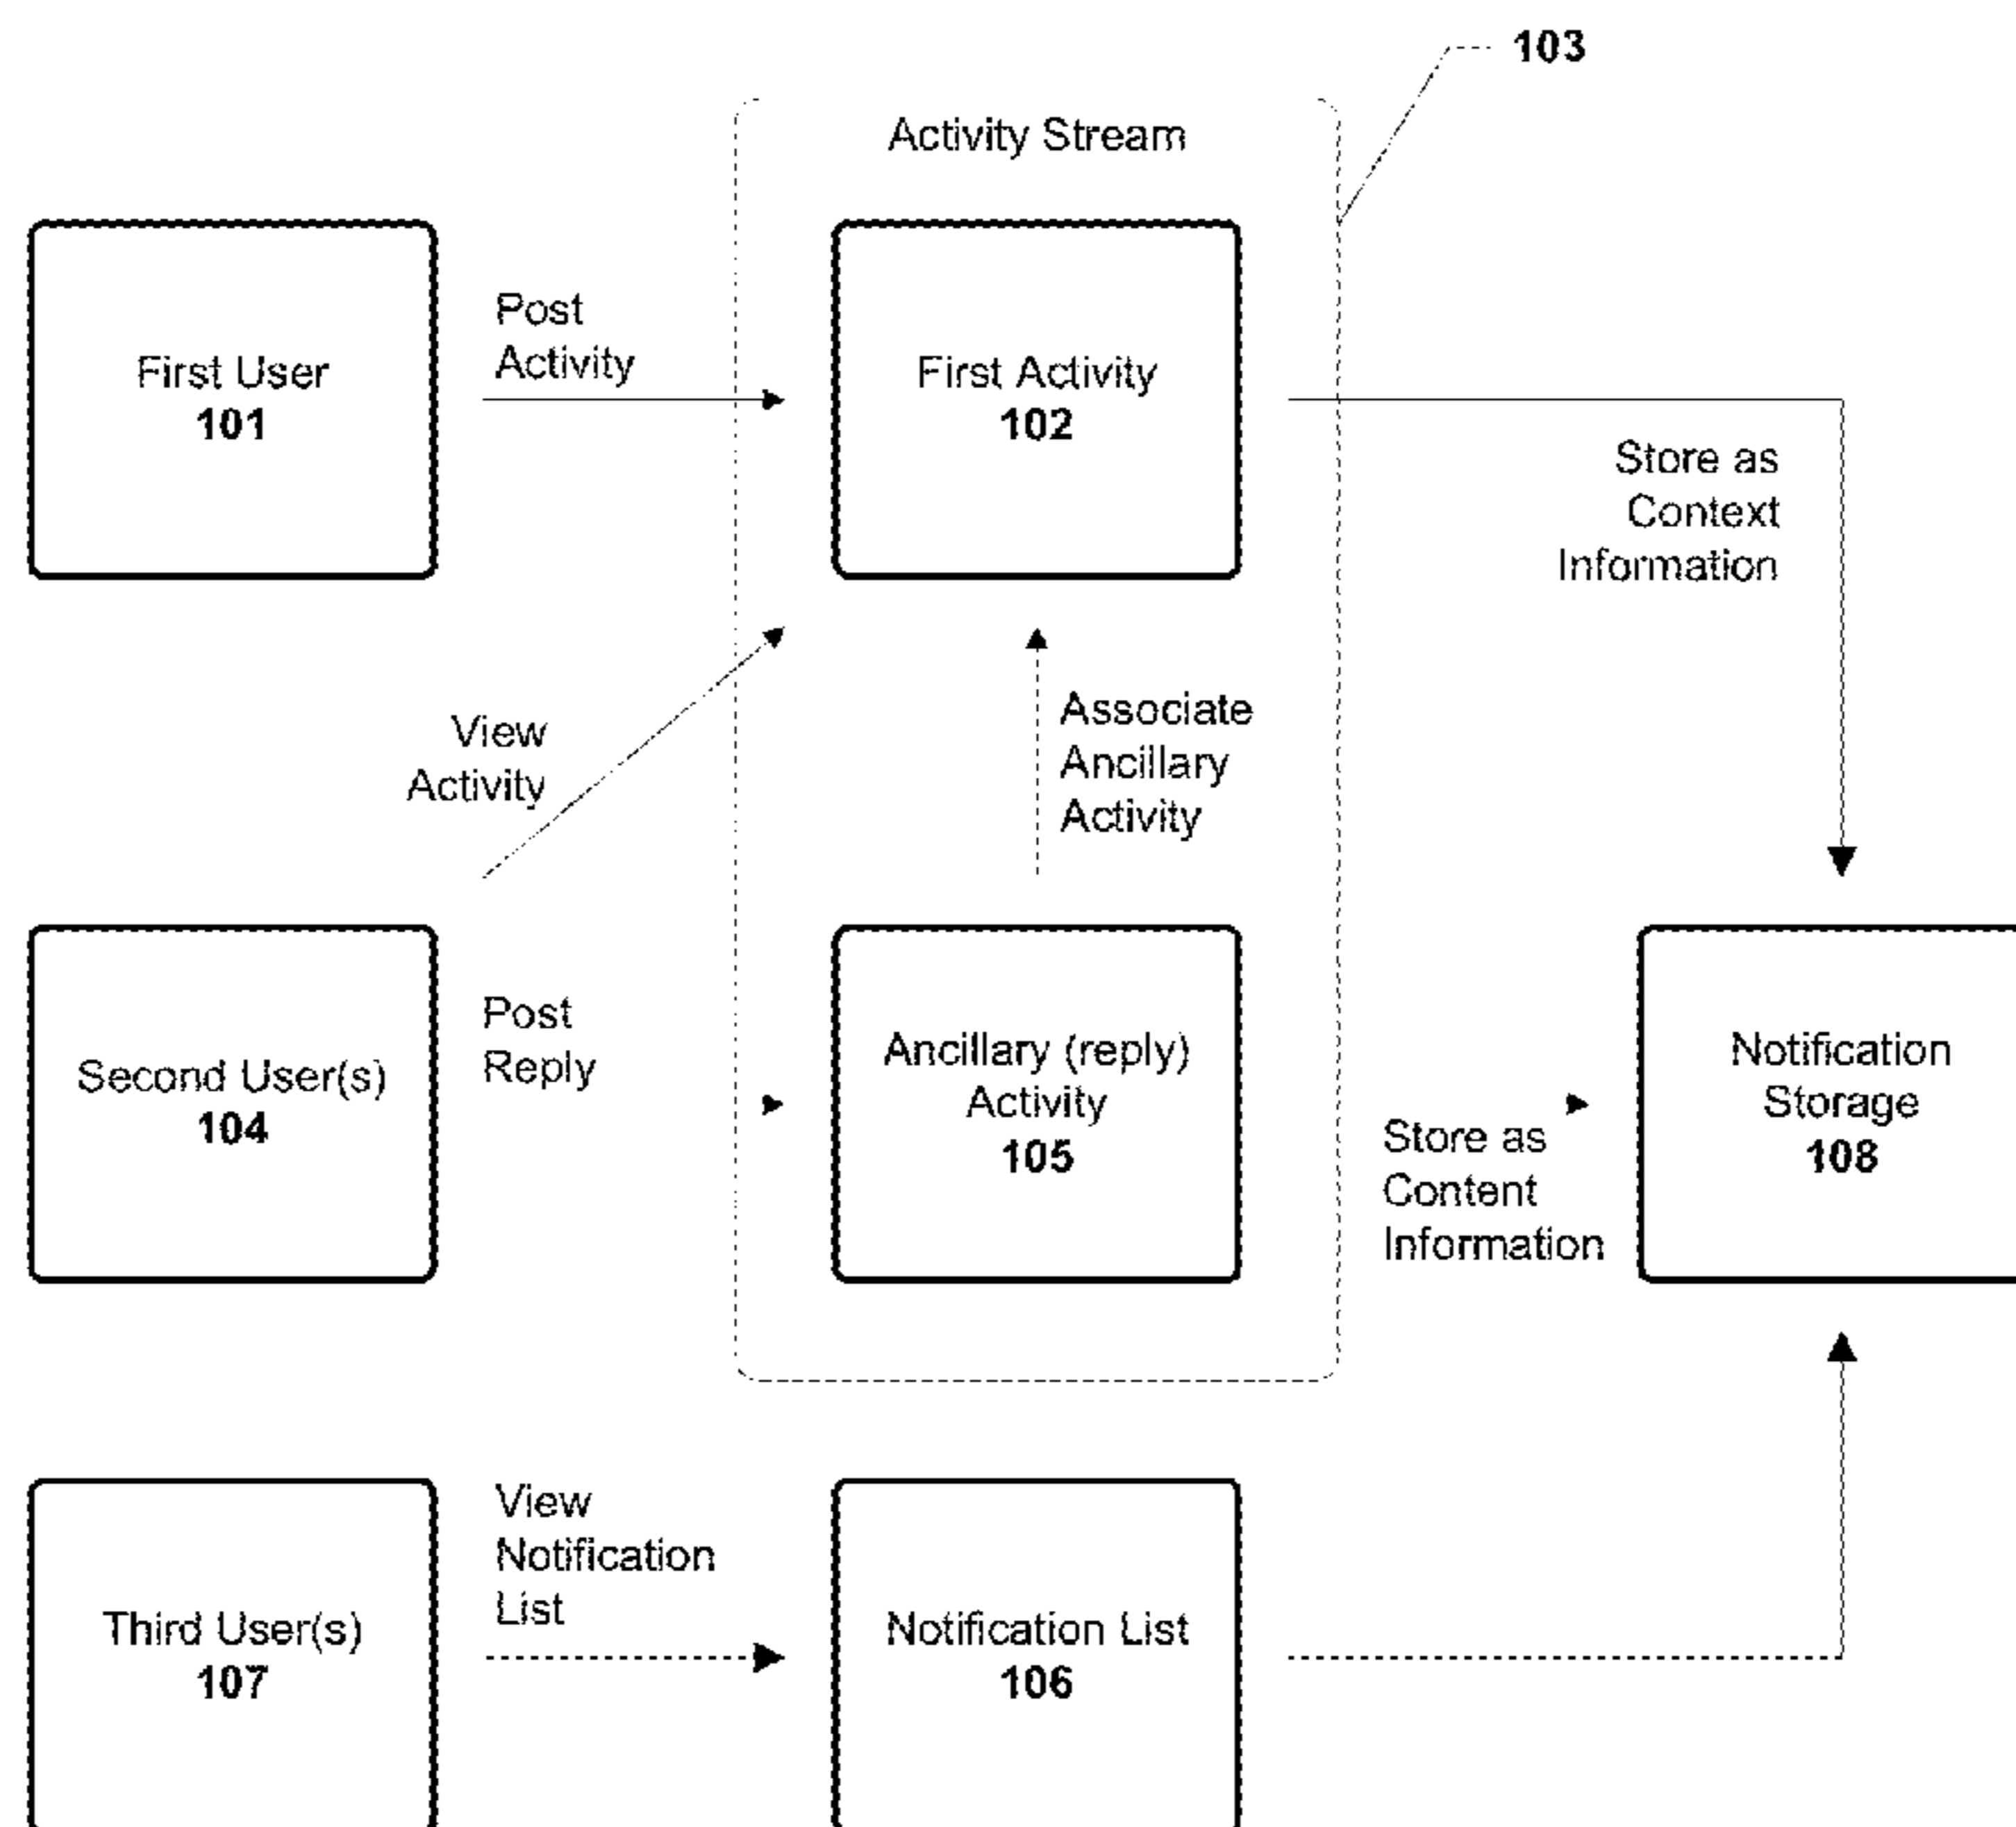 103
Activity Stream
First User
101
Post
Activity
First Activity
102
Store as
Context
Information
View
Activity
Associate
Ancillary
Activity
Second User(s)
104
Post
Reply
Ancillary (reply)
Activity
105
Store as
Content
Information
Notification
Storage
108
Third User(s)
107
View
Notification
List
Notification List
106